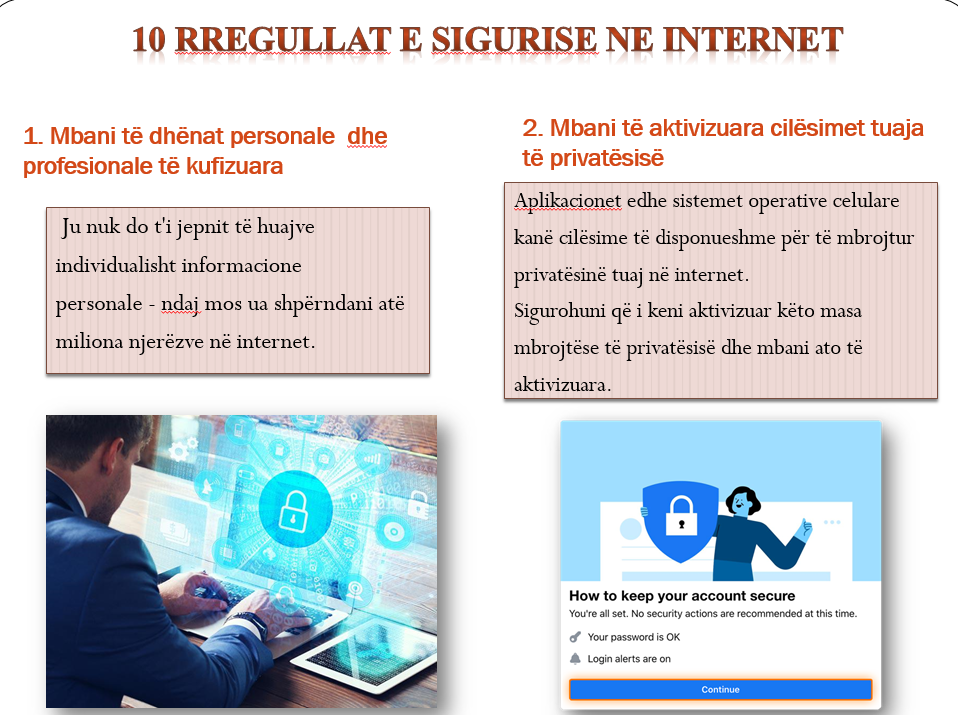 10 RREGULLAT E SIGURISE NE INTERNET
1. Mbani të dhënat personale dhe
profesionale të kufizuara
Ju nuk do t'i jepnit të huajve
individualisht informacione
personale - ndaj mos ua shpërndani atë
miliona njerëzve në internet.
2. Mbani të aktivizuara cilësimet tuaja
të privatësisë
Aplikacionet edhe sistemet operative celulare
kanë cilësime të disponueshme për të mbrojtur
privatësinë tuaj në internet.
Sigurohuni që i keni aktivizuar këto masa
mbrojtëse të privatësisë dhe mbani ato të
aktivizuara.
How to keep your account secure
You're all set. No security actions are recommended at this time.
Your password is OK
Login alerts are on
Continue